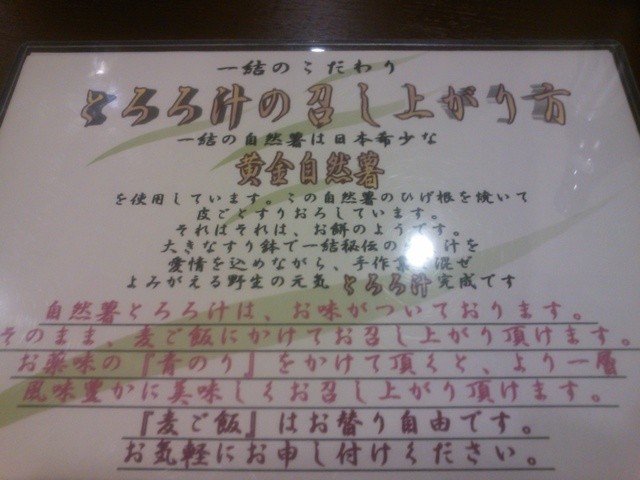 一結のこだわり
とろろ汁の召し上がり方
一結の自然薯は日本希少な
黄金自然薯
を使用しています。この自然薯のひげ根を焼いて
皮ごとすりおろしています。
それはそれは、お餅のようです。
大きなすり鉢で一結秘伝の 汁を
愛情を込めながら、手作業 混ぜ
よみがえる野生の元気 とろろ汁完成です
自然薯とろろ汁は、お味がついております。
そのまま、麦ご飯にかけてお召し上がり頂けます。
お薬味の『青のり』をかけて頂くと、より一層
風味豊かに美味しくお召し上がり頂けます。
『麦ご飯』はお替り自由です。
お気軽にお申し付けください。